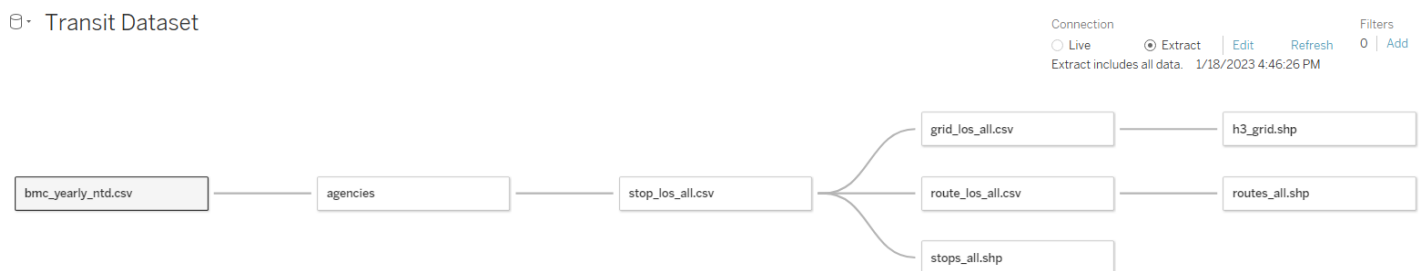 Transit Dataset
Connection
Filters
Live
Extract
Edit
Refresh
0
Add
Extract includes all data.
1/18/2023 4:46:26 PM
grid_los_all.csv
h3_grid.shp
bmc_yearly_ntd.csv
agencies
stop_los_all.csv
route_los_all.csv
routes_all.shp
stops_all.shp